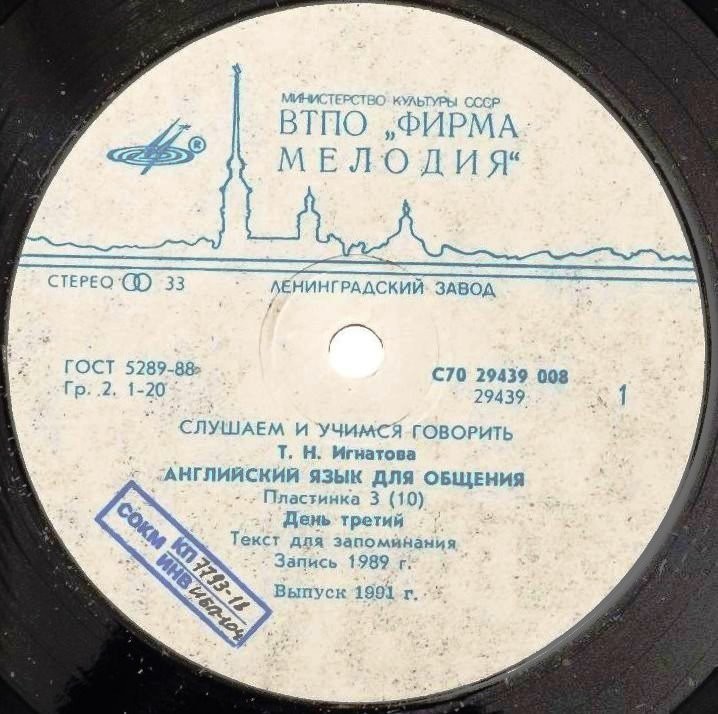 МИНИСТЕРСТВО КУЛЬТУРЫ СССР
ВТПО „ФИРМА
МЕЛОДИЯ“
®
СТЕРЕО 33
ЛЕНИНГРАДСКИЙ ЗАВОД
ГОСТ 5289-88
Гр. 2. 1-20
С70 29439 008
29439
1
СЛУШАЕМ И УЧИМСЯ ГОВОРИТЬ
Т. Н. Игнатова
АНГЛИЙСКИЙ ЯЗЫК ДЛЯ ОБЩЕНИЯ
Пластинка 3 (10)
День третий
Текст для запоминания
Запись 1989 г.
Выпуск 1991 г.
СОКМ
КП 7793-18
ИНВ